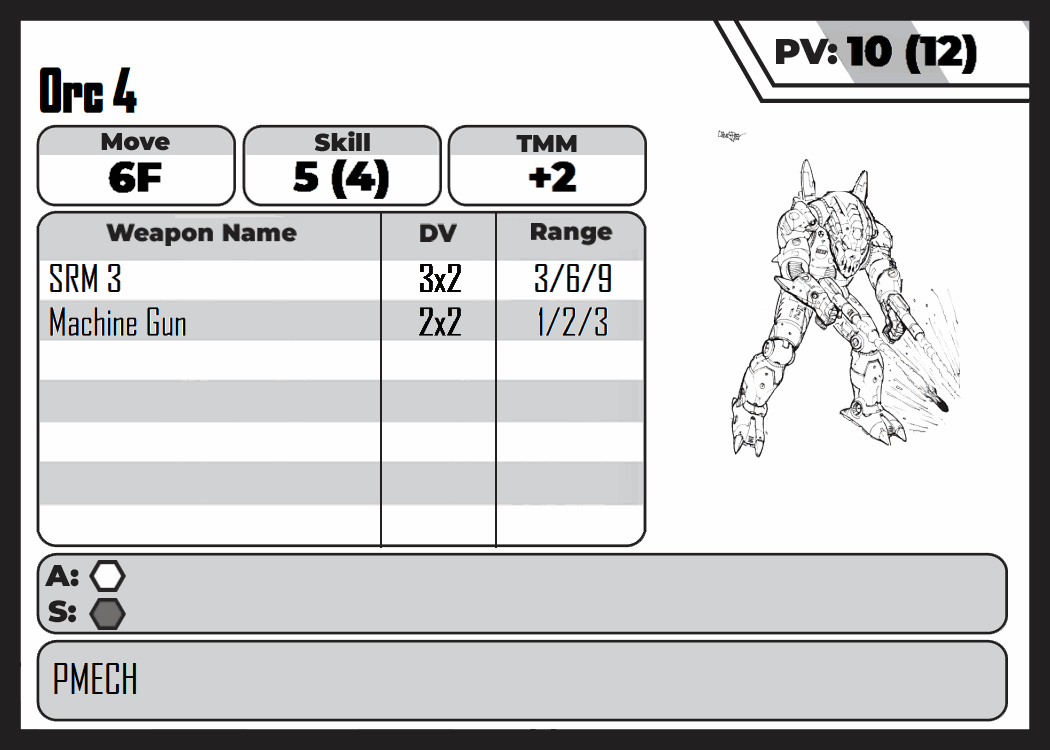 PV: 10 (12)
Orc 4
Move Skill TMM
6F 5 (4) +2
Weapon Name DV Range
SRM 3 3x2 3/6/9
Machine Gun 2x2 1/2/3
A:
S:
PMECH